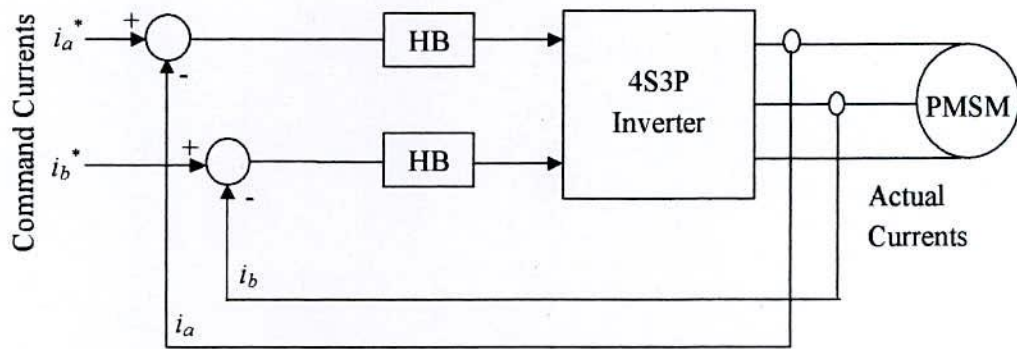 Command Currents
+
i_a*
-
HB
4S3P
Inverter
PMSM
+
i_b*
-
HB
Actual
Currents
i_b
i_a